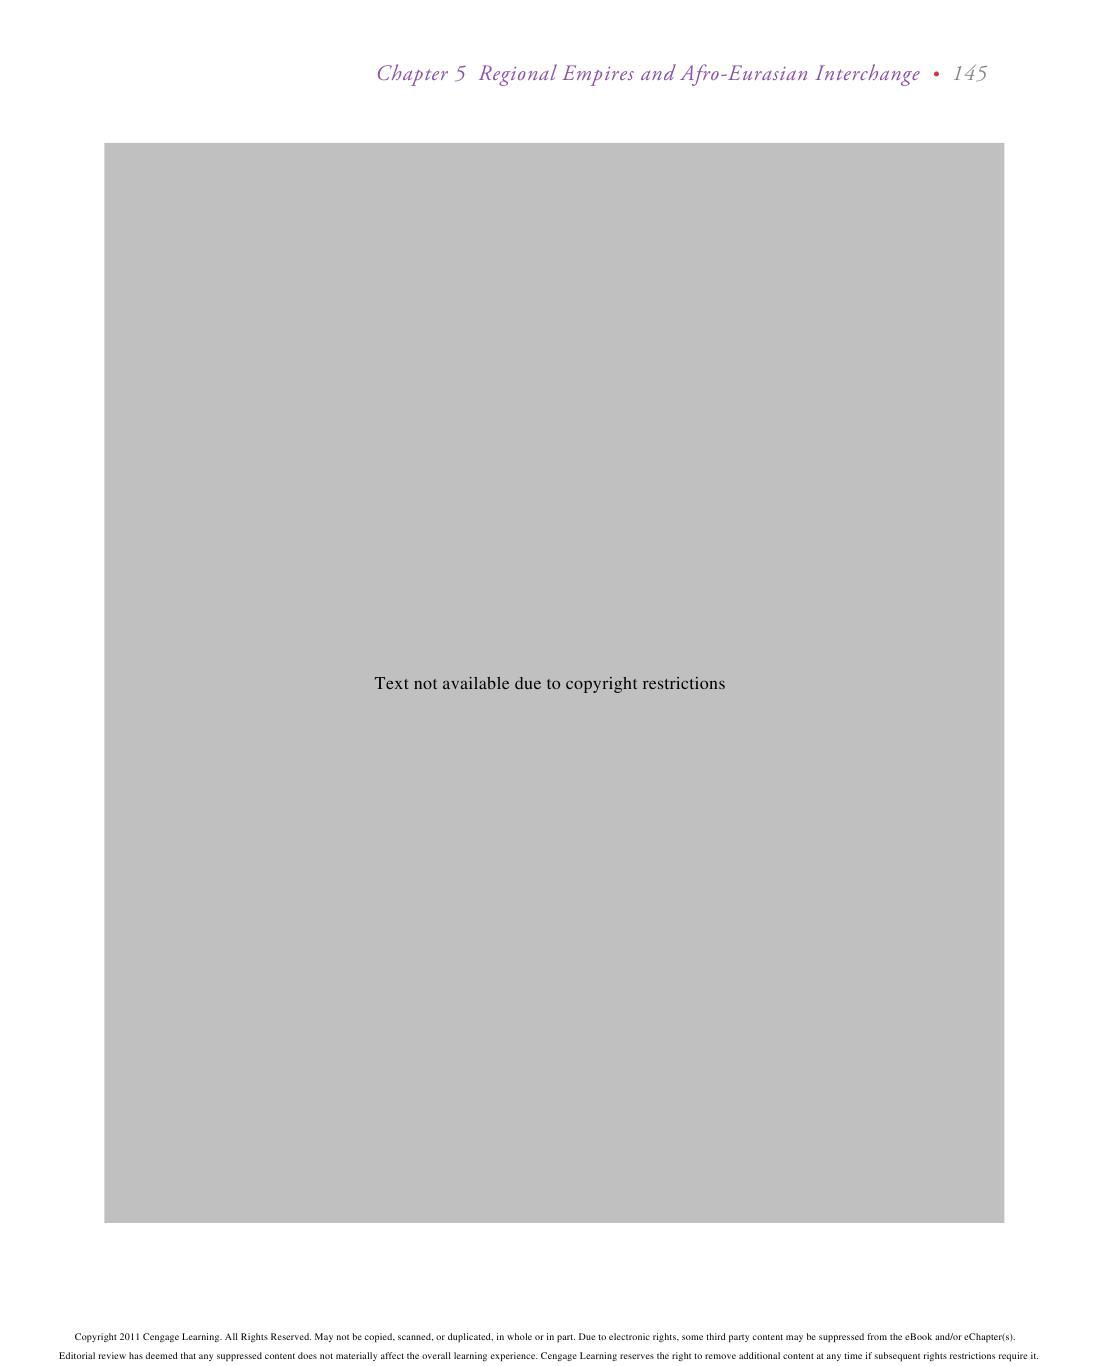 Chapter 5 Regional Empires and Afro-Eurasian Interchange • 145
Text not available due to copyright restrictions
Copyright 2011 Cengage Learning. All Rights Reserved. May not be copied, scanned, or duplicated, in whole or in part. Due to electronic rights, some third party content may be suppressed from the eBook and/or eChapter(s).
Editorial review has deemed that any suppressed content does not materially affect the overall learning experience. Cengage Learning reserves the right to remove additional content at any time if subsequent rights restrictions require it.